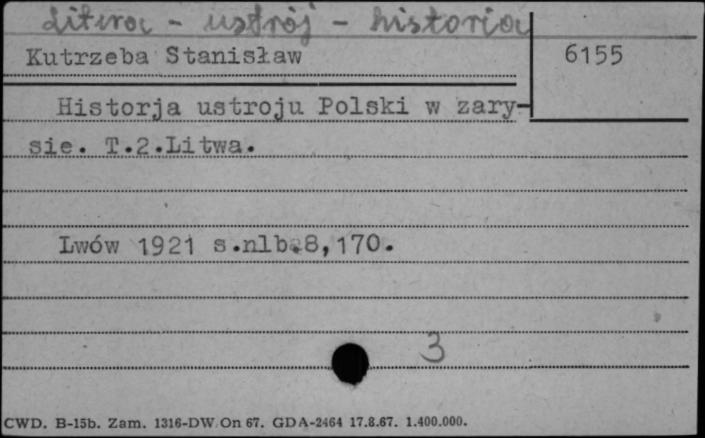 Litwa - ustrój - historia
Kutrzeba Stanisław
6155
Historja ustroju Polski w zary-
sie. T.2.Litwa.
Lwów 1921 s.nlb.8,170.
3
CWD. B-15b. Zam. 1316-DW On 67. GDA-2464 17.8.67. 1.400.000.